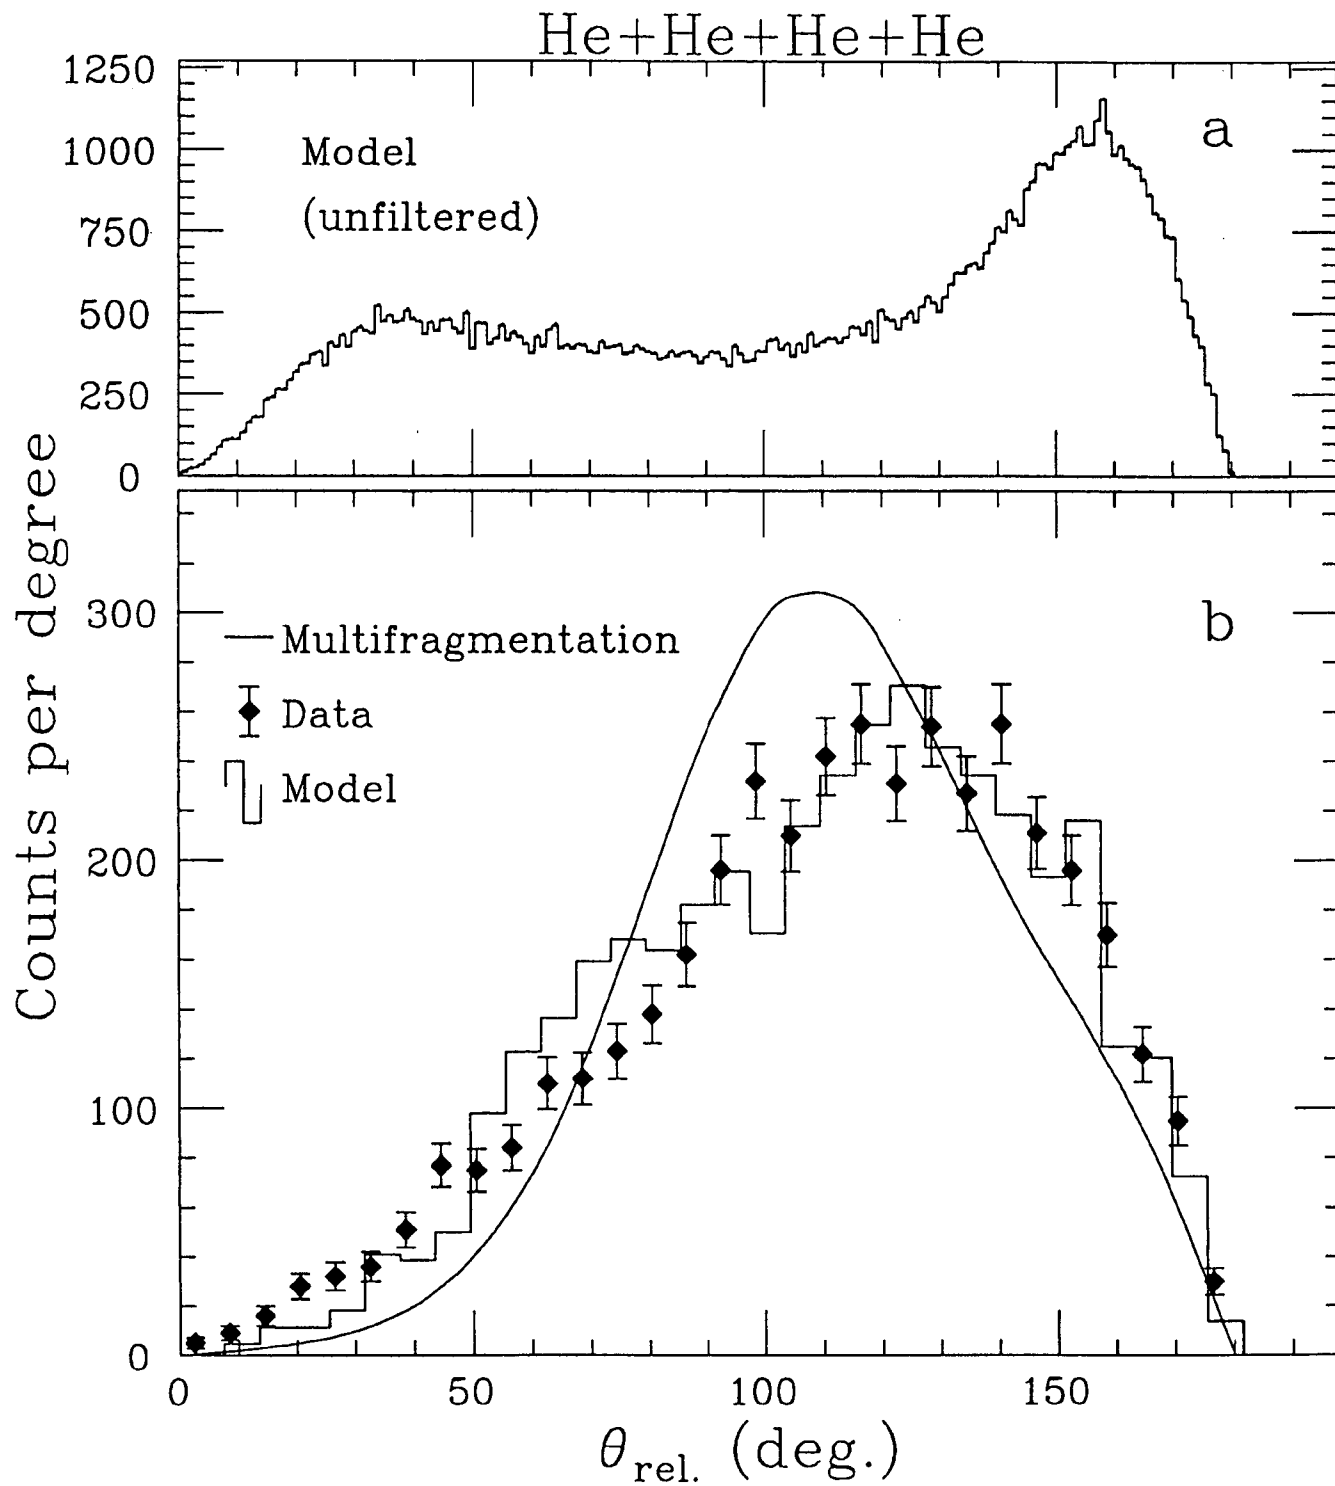 He+He+He+He
1250
1000
750
500
250
0
Model
(unfiltered)
a
Counts per degree
300
200
100
0
Multifragmentation
Data
Model
b
0 50 100 150
θrel. (deg.)